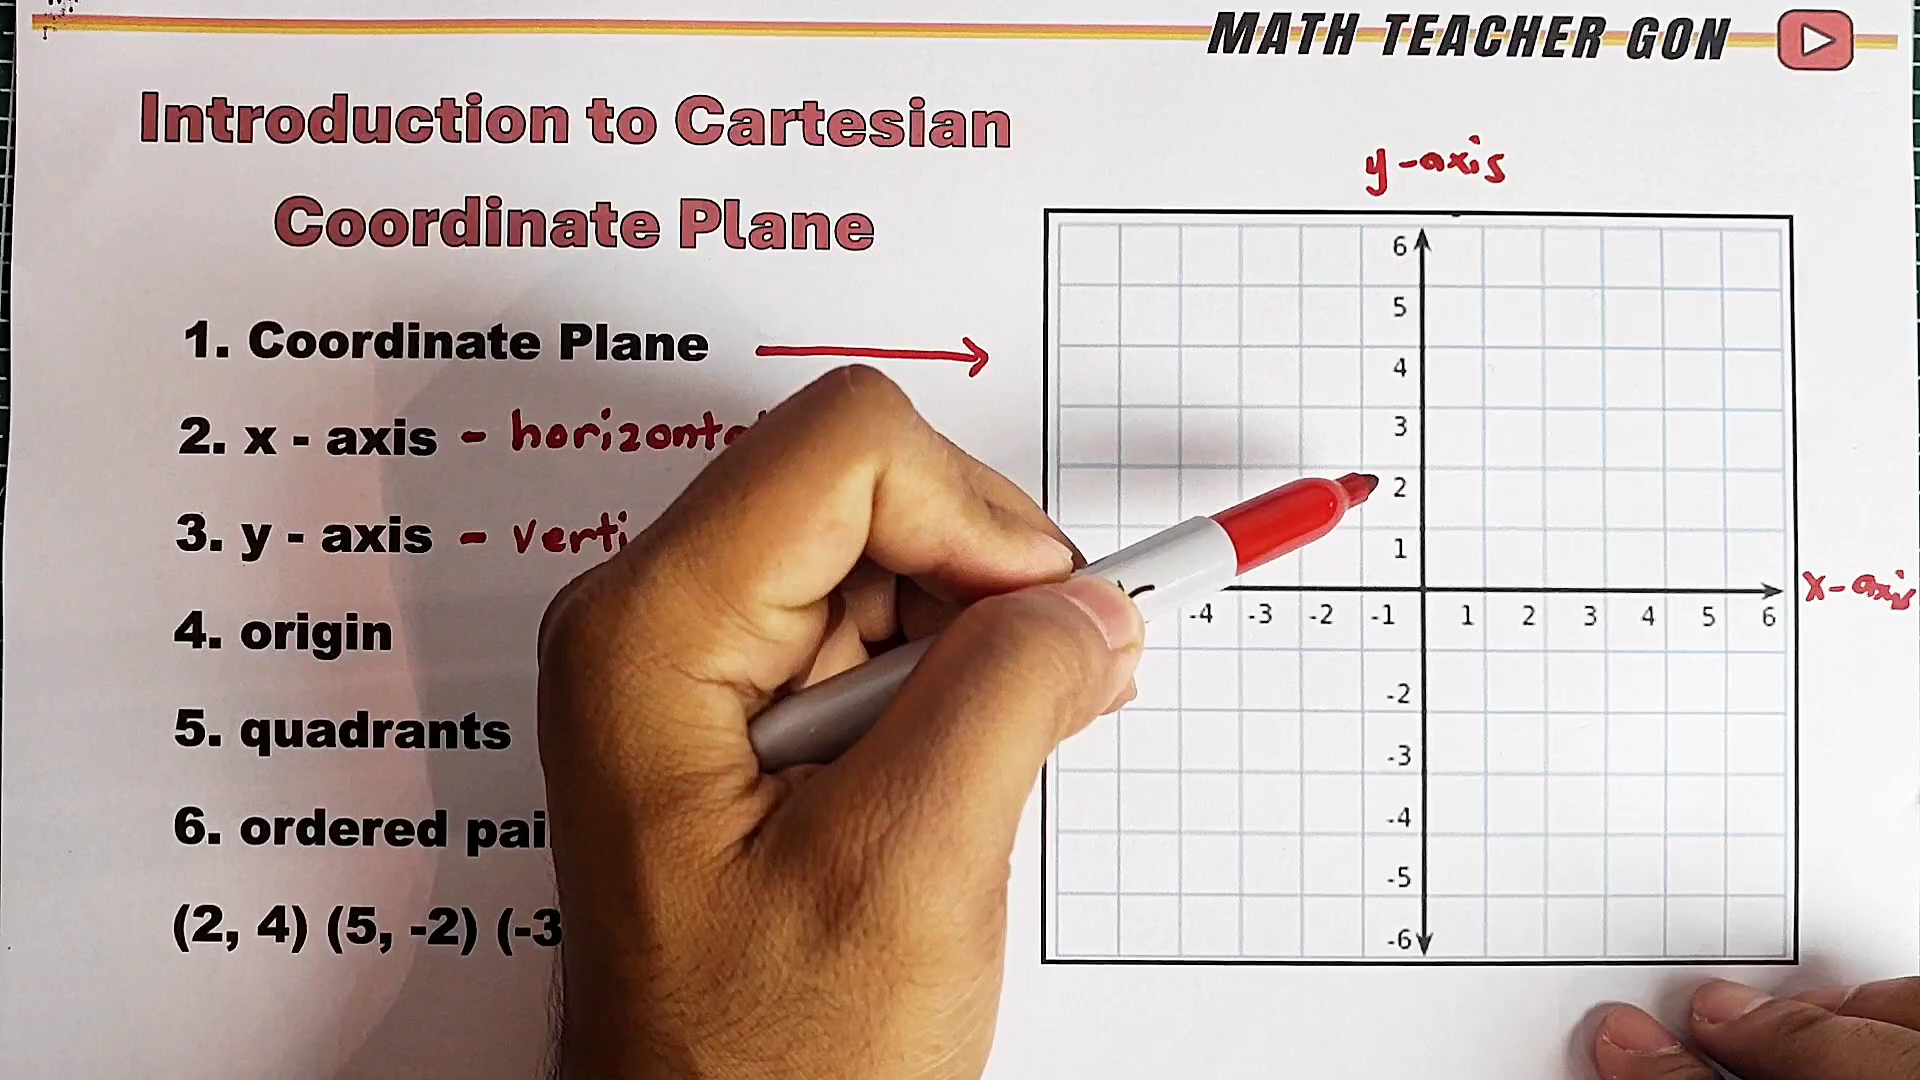 MATH TEACHER GON
Introduction to Cartesian
Coordinate Plane
1. Coordinate Plane
2. x - axis - horizonta
3. y - axis - verti
4. origin
5. quadrants
6. ordered pai
(2, 4) (5, -2) (-3
y-axis
6
5
4
3
2
1
-4 -3 -2 -1 1 2 3 4 5 6
x-axis
-2
-3
-4
-5
-6